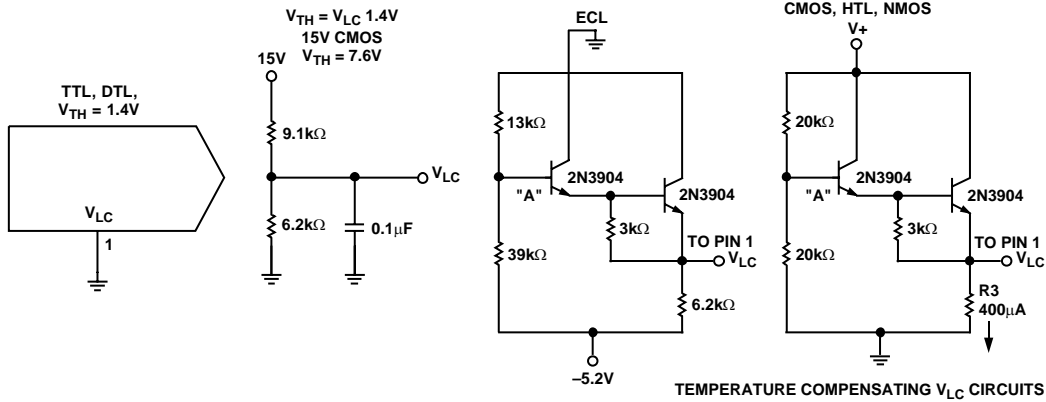 TTL, DTL,
V_TH = 1.4V
V_LC
1
V_TH = V_LC 1.4V
15V CMOS
V_TH = 7.6V
15V
9.1kΩ
V_LC
6.2kΩ
0.1μF
ECL
13kΩ
2N3904
"A"
2N3904
3kΩ
TO PIN 1
V_LC
39kΩ
6.2kΩ
–5.2V
CMOS, HTL, NMOS
V+
20kΩ
2N3904
"A"
2N3904
3kΩ
TO PIN 1
V_LC
20kΩ
R3
400μA
TEMPERATURE COMPENSATING V_LC CIRCUITS